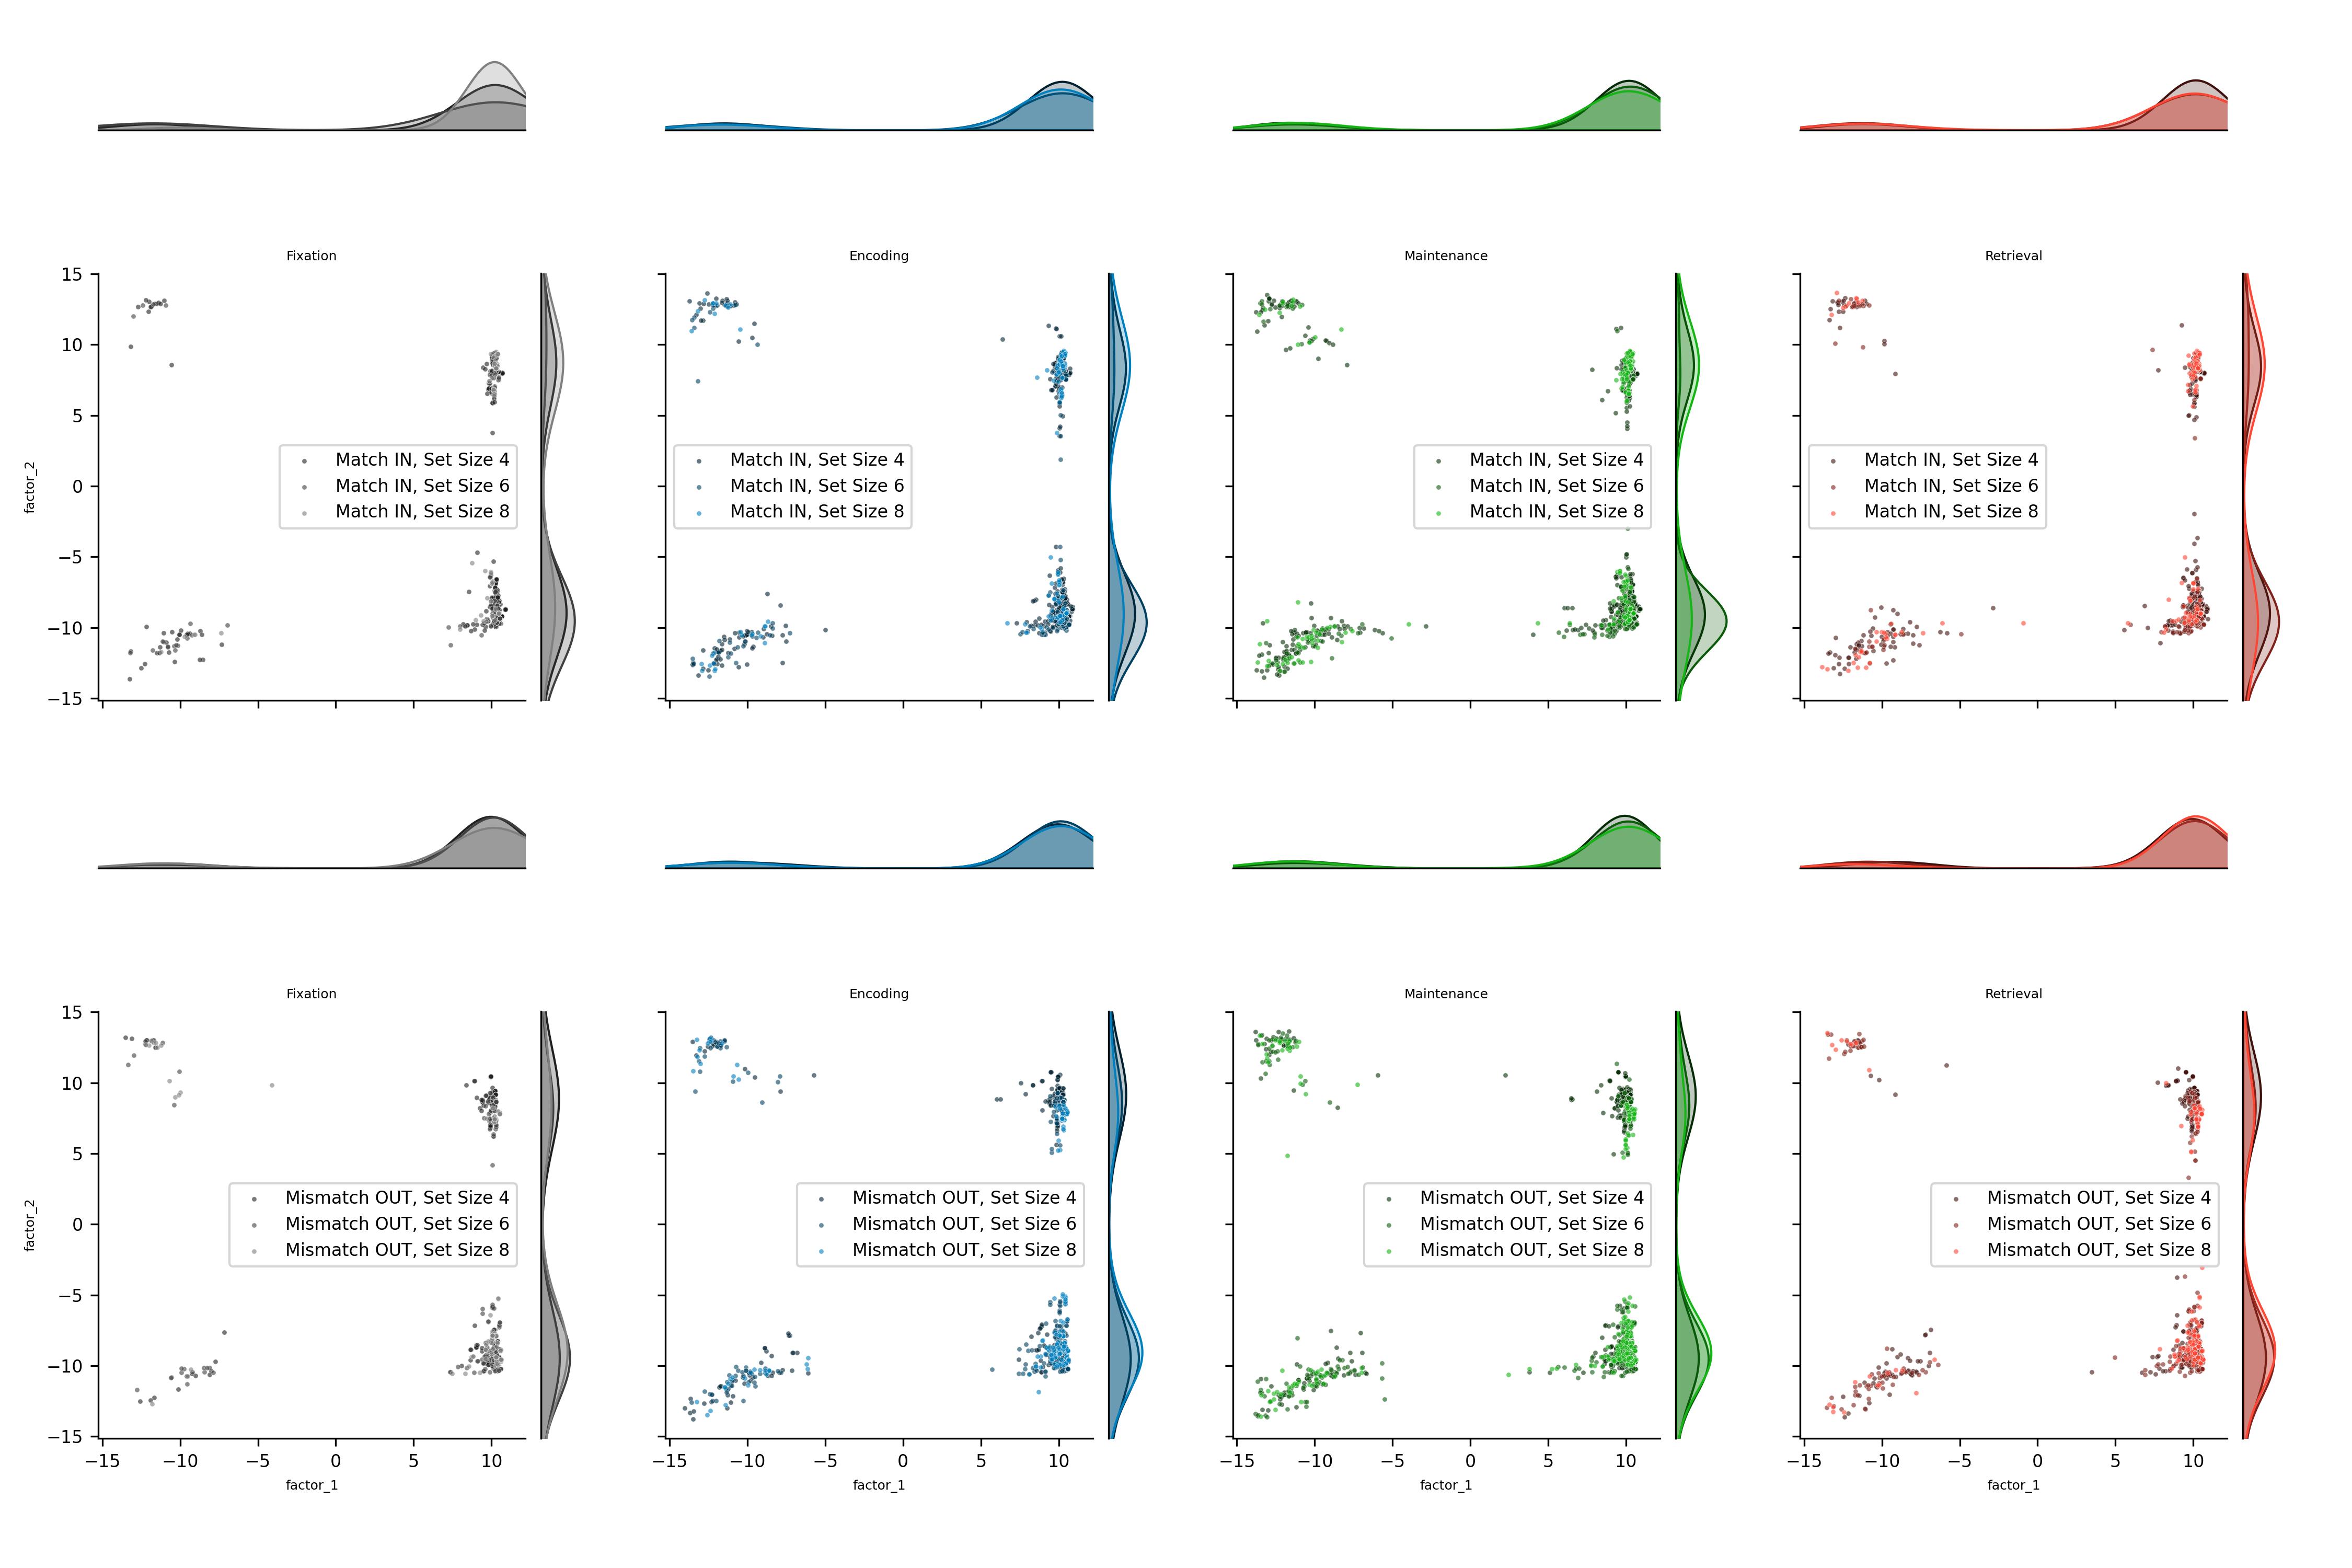 Fixation
Encoding
Maintenance
Retrieval
15
10
5
0
−5
−10
−15
factor_2
Match IN, Set Size 4
Match IN, Set Size 6
Match IN, Set Size 8
Match IN, Set Size 4
Match IN, Set Size 6
Match IN, Set Size 8
Match IN, Set Size 4
Match IN, Set Size 6
Match IN, Set Size 8
Match IN, Set Size 4
Match IN, Set Size 6
Match IN, Set Size 8
Fixation
Encoding
Maintenance
Retrieval
15
10
5
0
−5
−10
−15
factor_2
Mismatch OUT, Set Size 4
Mismatch OUT, Set Size 6
Mismatch OUT, Set Size 8
Mismatch OUT, Set Size 4
Mismatch OUT, Set Size 6
Mismatch OUT, Set Size 8
Mismatch OUT, Set Size 4
Mismatch OUT, Set Size 6
Mismatch OUT, Set Size 8
Mismatch OUT, Set Size 4
Mismatch OUT, Set Size 6
Mismatch OUT, Set Size 8
−15 −10 −5 0 5 10
−15 −10 −5 0 5 10
−15 −10 −5 0 5 10
−15 −10 −5 0 5 10
factor_1
factor_1
factor_1
factor_1